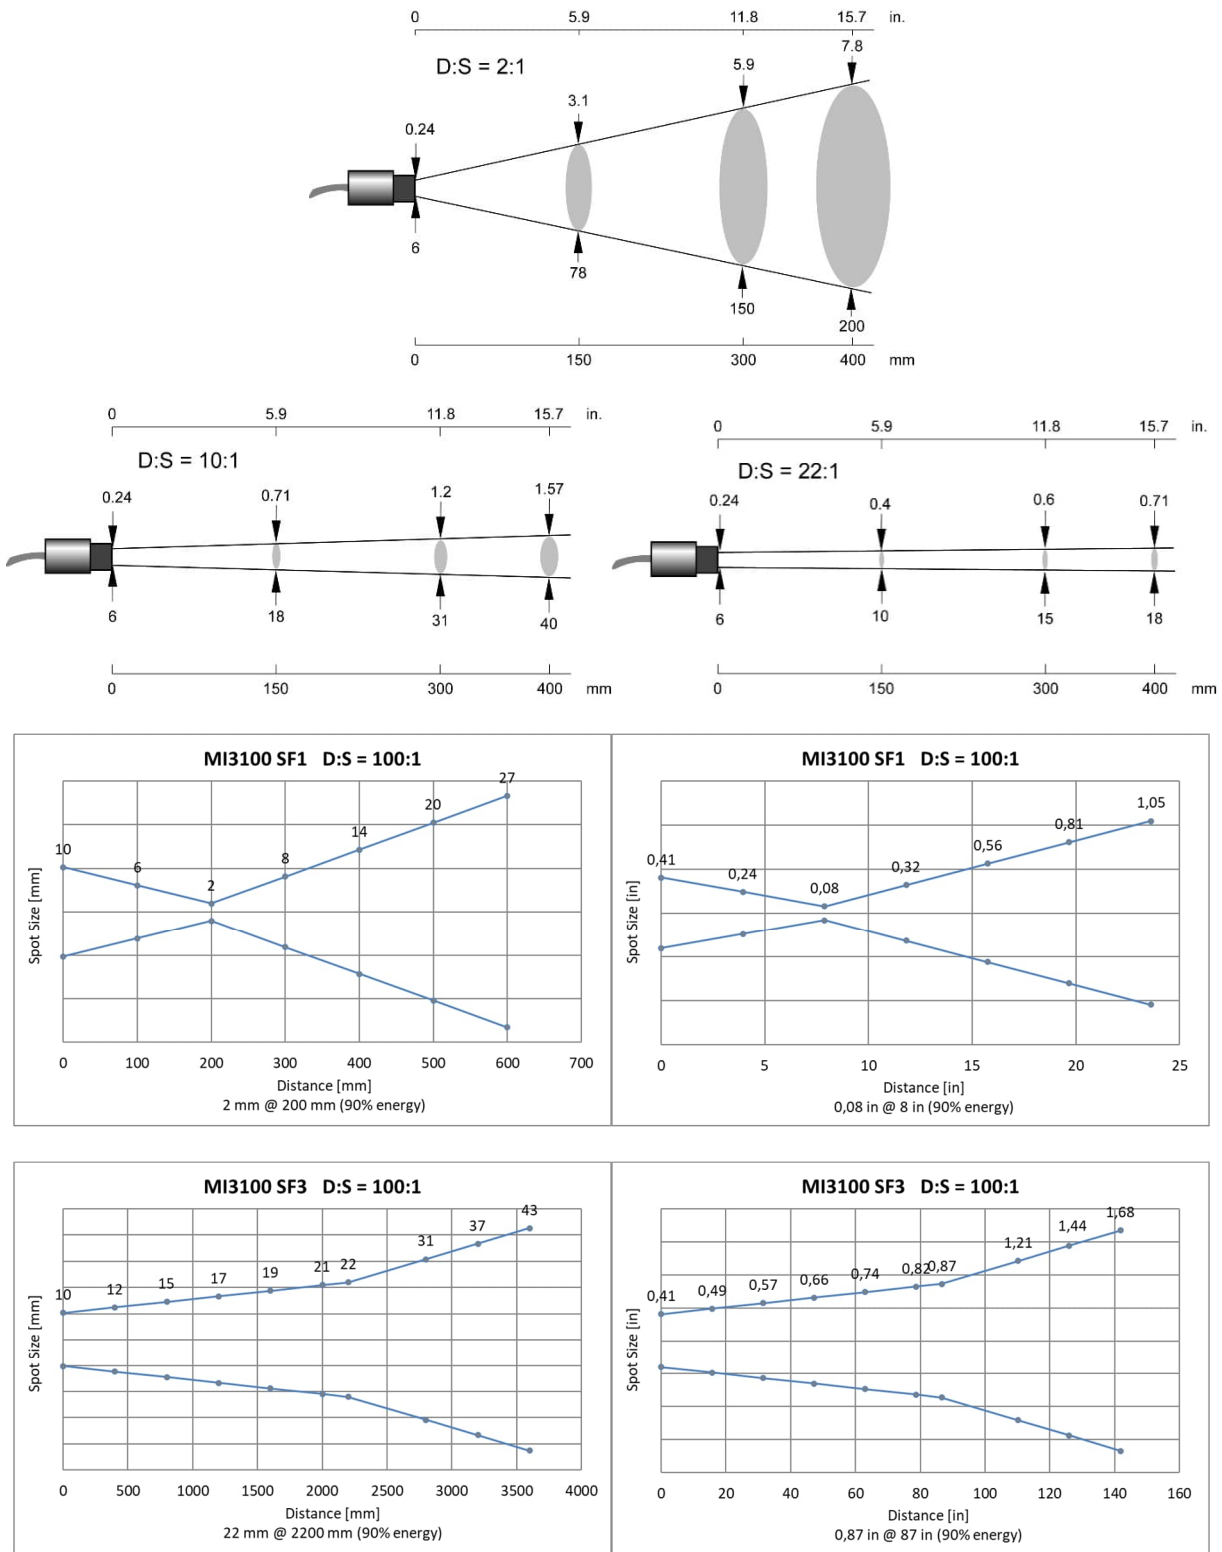 0 5.9 11.8 15.7 in.
7.8
D:S = 2:1
5.9
3.1
0.24
6
78
150
200
0 150 300 400 mm
0 5.9 11.8 15.7 in.
D:S = 10:1
0.24 0.71 1.2 1.57
6 18 31 40
0 150 300 400 mm
0 5.9 11.8 15.7 in.
D:S = 22:1
0.24 0.4 0.6 0.71
6 10 15 18
0 150 300 400 mm
MI3100 SF1 D:S = 100:1
Spot Size [mm]
10 6 2 8 14 20 27
0 100 200 300 400 500 600 700
Distance [mm]
2 mm @ 200 mm (90% energy)
MI3100 SF1 D:S = 100:1
Spot Size [in]
0,41 0,24 0,08 0,32 0,56 0,81 1,05
0 5 10 15 20 25
Distance [in]
0,08 in @ 8 in (90% energy)
MI3100 SF3 D:S = 100:1
Spot Size [mm]
10 12 15 17 19 21 22 31 37 43
0 500 1000 1500 2000 2500 3000 3500 4000
Distance [mm]
22 mm @ 2200 mm (90% energy)
MI3100 SF3 D:S = 100:1
Spot Size [in]
0,41 0,49 0,57 0,66 0,74 0,82 0,87 1,21 1,44 1,68
0 20 40 60 80 100 120 140 160
Distance [in]
0,87 in @ 87 in (90% energy)